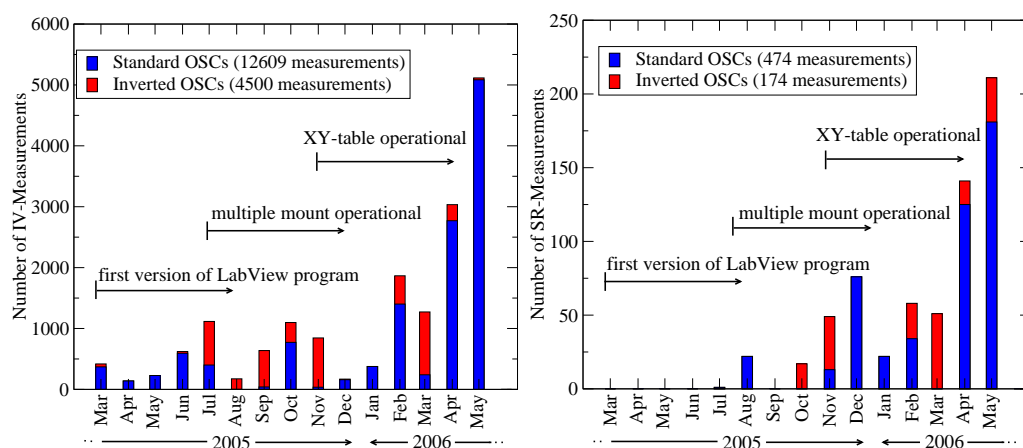 6000
5000
4000
3000
2000
1000
0
Number of IV-Measurements
Standard OSCs (12609 measurements)
Inverted OSCs (4500 measurements)
XY-table operational
multiple mount operational
first version of LabView program
Mar Apr May Jun Jul Aug Sep Oct Nov Dec Jan Feb Mar Apr May
.. 2005 2006 ..
250
200
150
100
50
0
Number of SR-Measurements
Standard OSCs (474 measurements)
Inverted OSCs (174 measurements)
XY-table operational
multiple mount operational
first version of LabView program
Mar Apr May Jun Jul Aug Sep Oct Nov Dec Jan Feb Mar Apr May
.. 2005 2006 ..